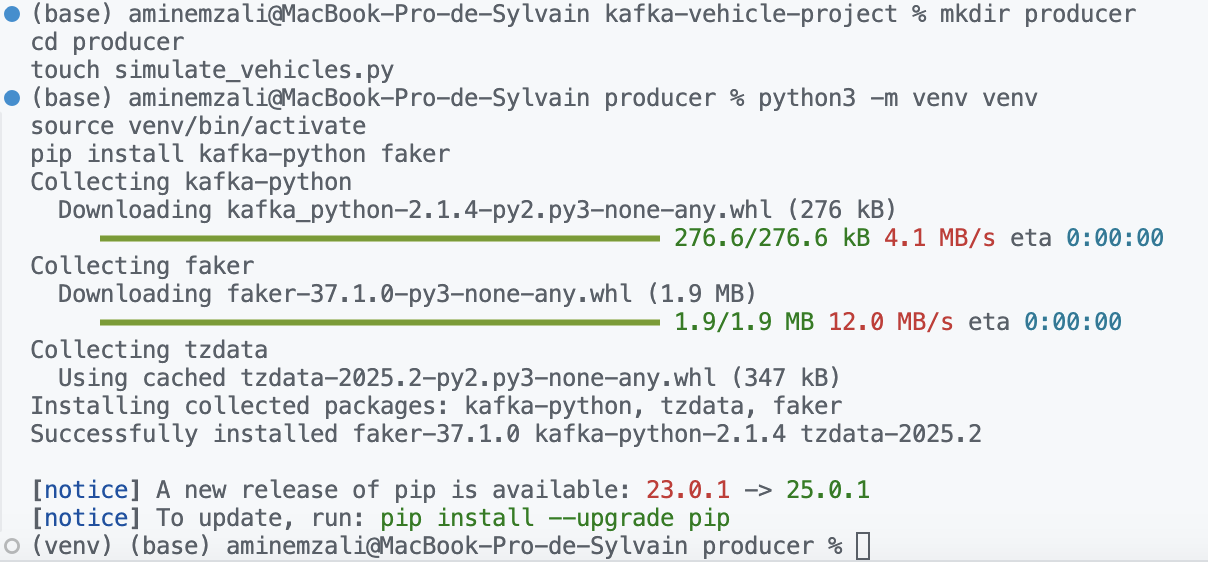 (base) aminemzali@MacBook-Pro-de-Sylvain kafka-vehicle-project % mkdir producer
cd producer
touch simulate_vehicles.py
(base) aminemzali@MacBook-Pro-de-Sylvain producer % python3 -m venv venv
source venv/bin/activate
pip install kafka-python faker
Collecting kafka-python
  Downloading kafka_python-2.1.4-py2.py3-none-any.whl (276 kB)
276.6/276.6 kB 4.1 MB/s eta 0:00:00
Collecting faker
  Downloading faker-37.1.0-py3-none-any.whl (1.9 MB)
1.9/1.9 MB 12.0 MB/s eta 0:00:00
Collecting tzdata
  Using cached tzdata-2025.2-py2.py3-none-any.whl (347 kB)
Installing collected packages: kafka-python, tzdata, faker
Successfully installed faker-37.1.0 kafka-python-2.1.4 tzdata-2025.2
[notice] A new release of pip is available: 23.0.1 -> 25.0.1
[notice] To update, run: pip install --upgrade pip
(venv) (base) aminemzali@MacBook-Pro-de-Sylvain producer %